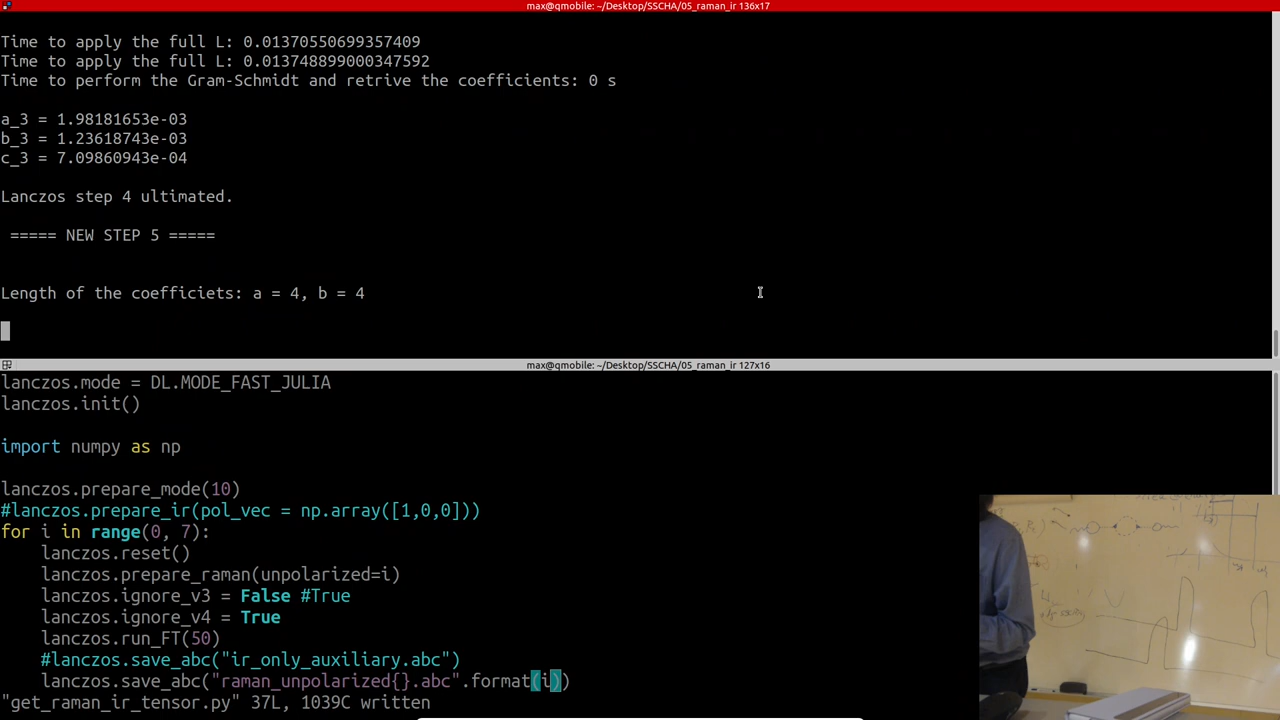 max@qmobile: ~/Desktop/SSCHA/05_raman_ir 136x17
Time to apply the full L: 0.01370550699357409
Time to apply the full L: 0.013748899000347592
Time to perform the Gram-Schmidt and retrive the coefficients: 0 s
a_3 = 1.98181653e-03
b_3 = 1.23618743e-03
c_3 = 7.09860943e-04
Lanczos step 4 ultimated.
===== NEW STEP 5 =====
Length of the coefficiets: a = 4, b = 4
max@qmobile: ~/Desktop/SSCHA/05_raman_ir 127x16
lanczos.mode = DL.MODE_FAST_JULIA
lanczos.init()
import numpy as np
lanczos.prepare_mode(10)
#lanczos.prepare_ir(pol_vec = np.array([1,0,0]))
for i in range(0, 7):
    lanczos.reset()
    lanczos.prepare_raman(unpolarized=i)
    lanczos.ignore_v3 = False #True
    lanczos.ignore_v4 = True
    lanczos.run_FT(50)
    #lanczos.save_abc("ir_only_auxiliary.abc")
    lanczos.save_abc("raman_unpolarized{}.abc".format(i))
"get_raman_ir_tensor.py" 37L, 1039C written